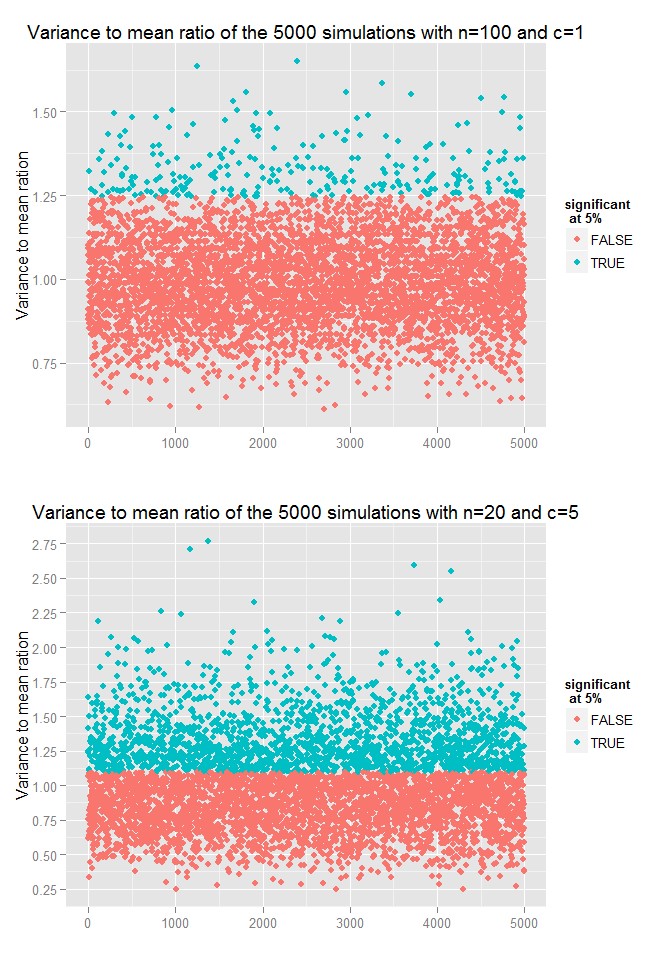 Variance to mean ratio of the 5000 simulations with n=100 and c=1
Variance to mean ration
1.50
1.25
1.00
0.75
0 1000 2000 3000 4000 5000
significant
at 5%
FALSE
TRUE
Variance to mean ratio of the 5000 simulations with n=20 and c=5
Variance to mean ration
2.75
2.50
2.25
2.00
1.75
1.50
1.25
1.00
0.75
0.50
0.25
0 1000 2000 3000 4000 5000
significant
at 5%
FALSE
TRUE